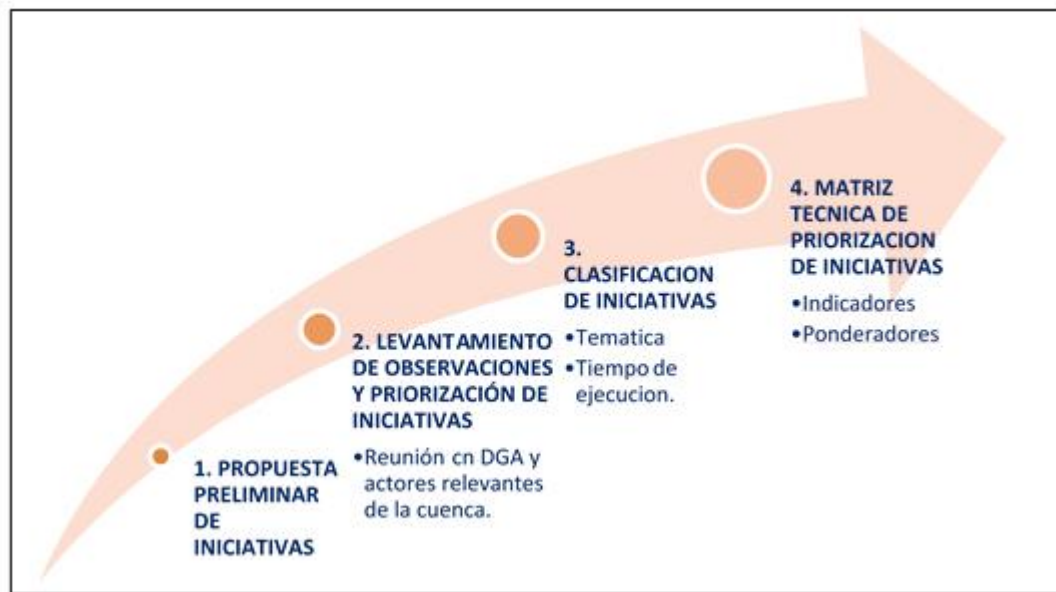 1. PROPUESTA
PRELIMINAR
DE
INICIATIVAS
2. LEVANTAMIENTO
DE OBSERVACIONES
Y PRIORIZACIÓN DE
INICIATIVAS
•Reunión cn DGA y
actores relevantes
de la cuenca.
3.
CLASIFICACION
DE INICIATIVAS
•Tematica
•Tiempo de
ejecucion.
4. MATRIZ
TECNICA DE
PRIORIZACION
DE INICIATIVAS
•Indicadores
•Ponderadores